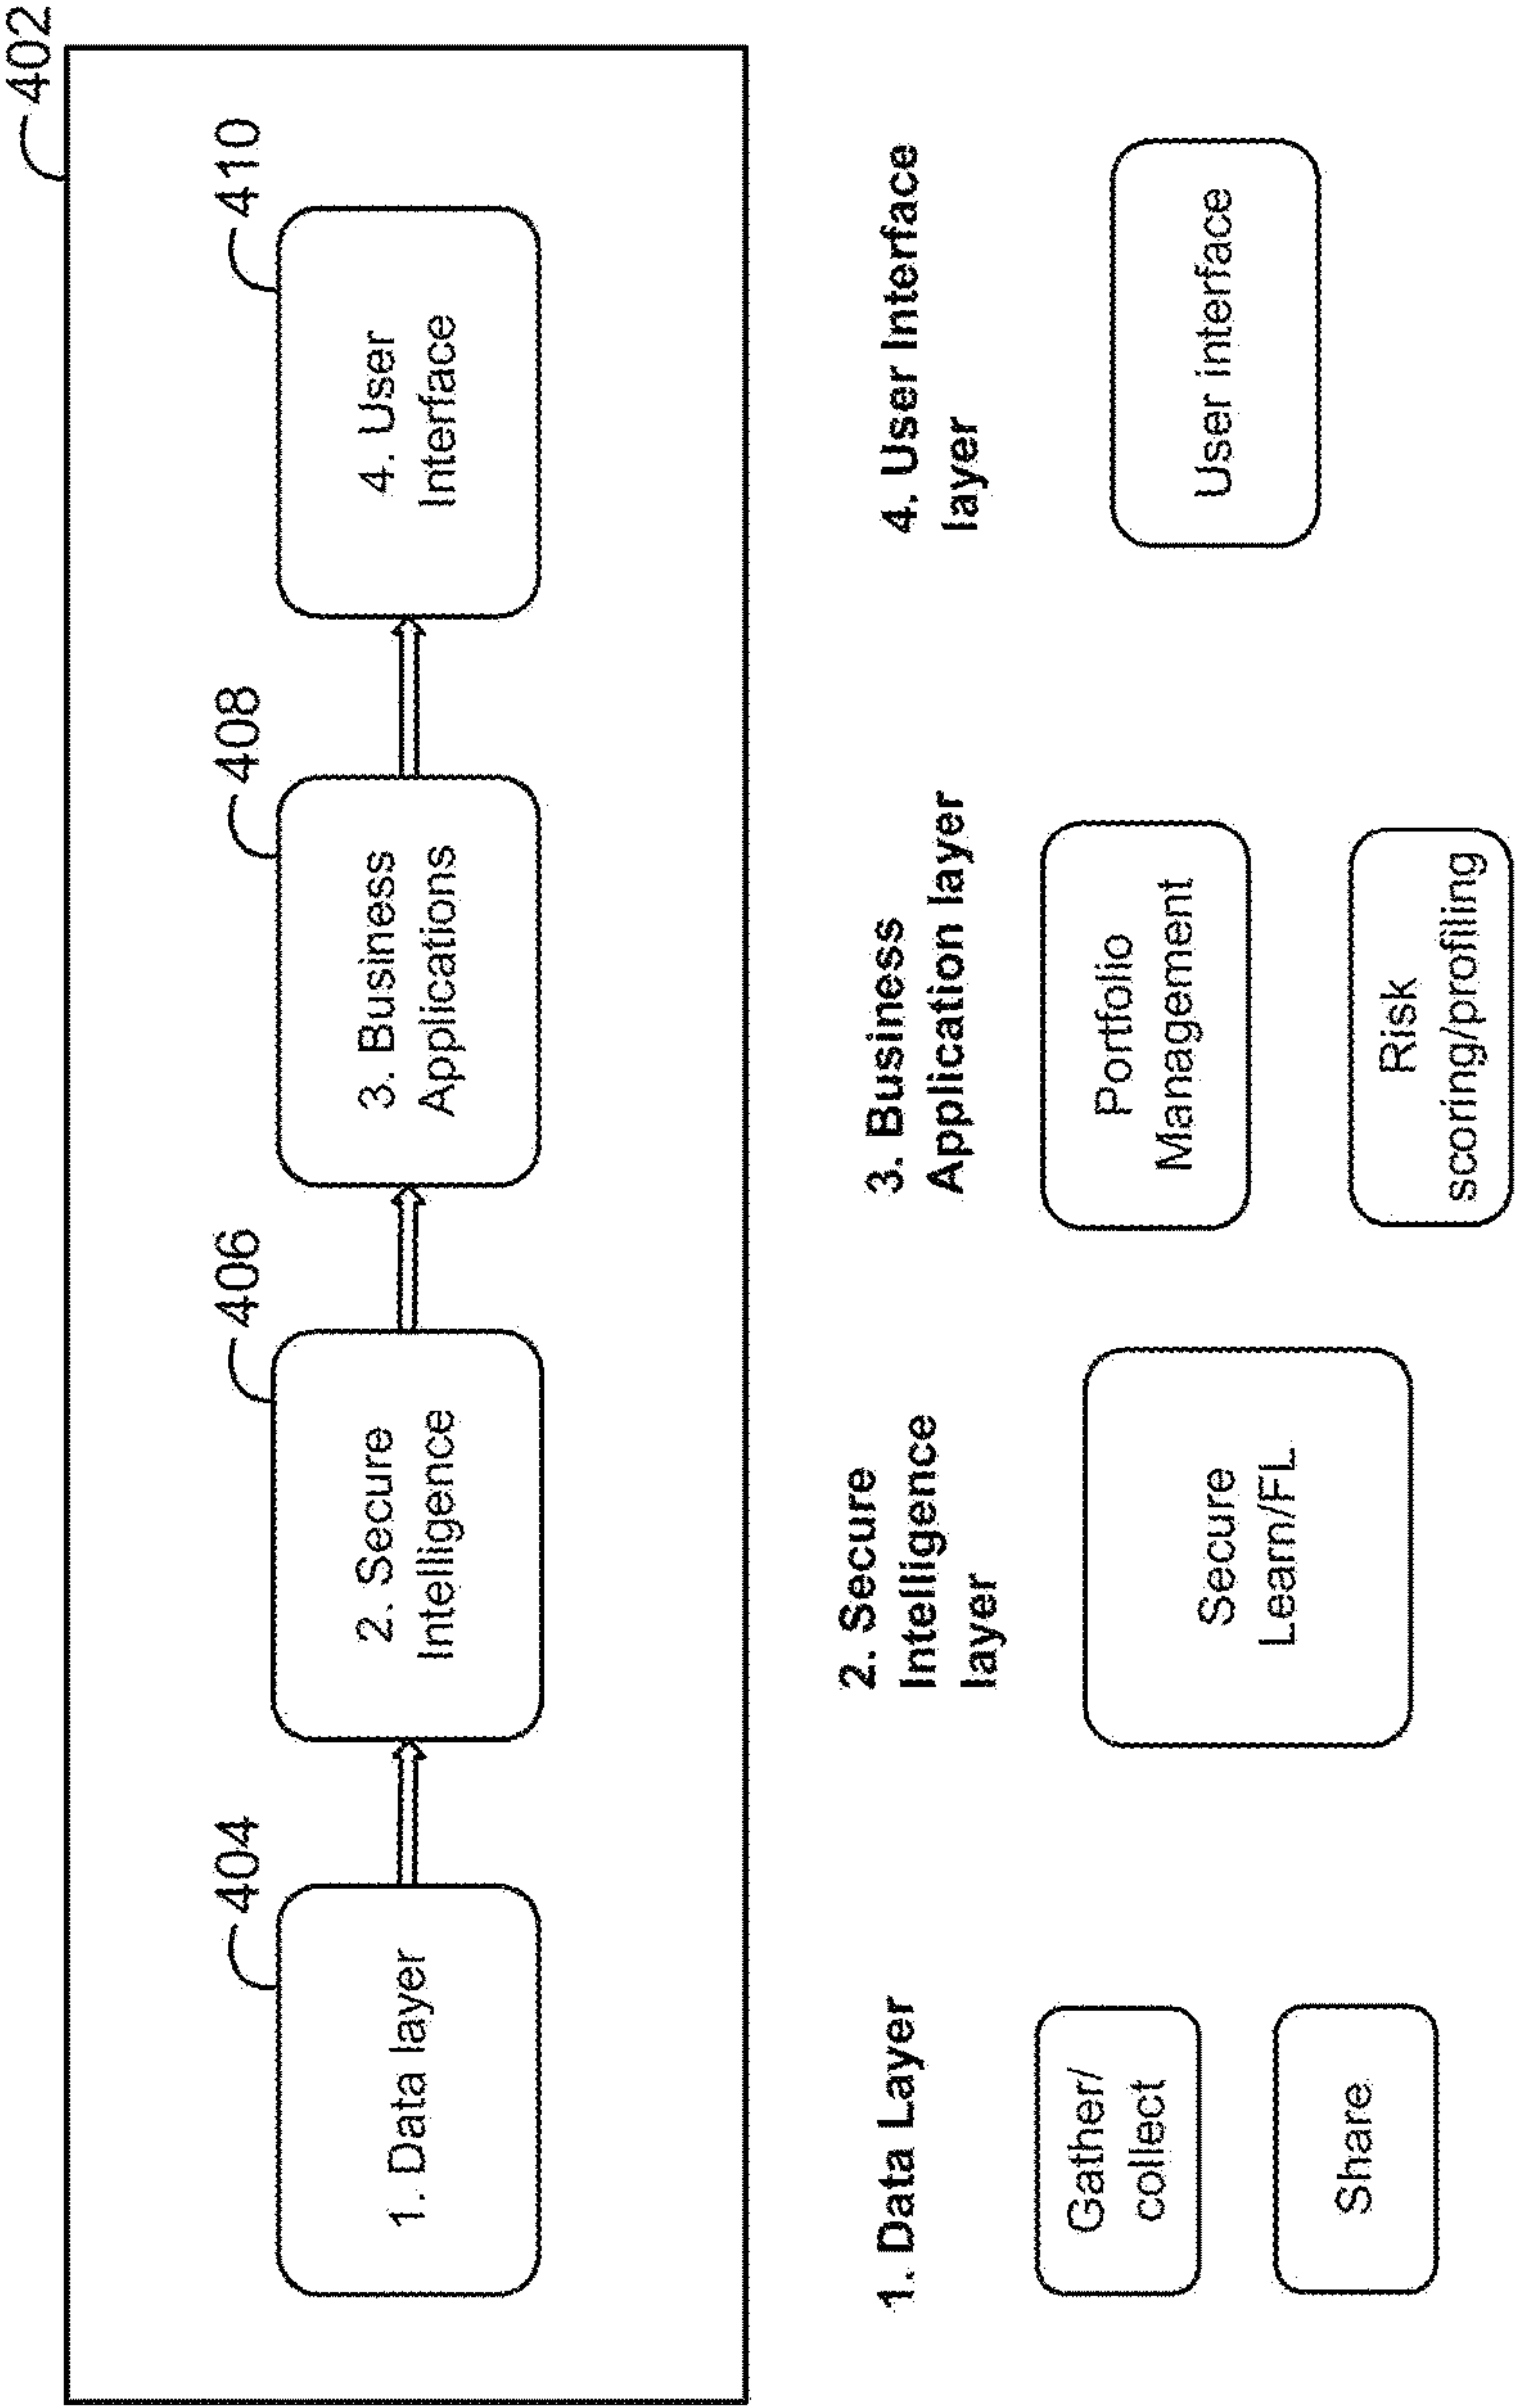 402
404
406
408
410
1. Data layer
2. Secure
Intelligence
3. Business
Applications
4. User
Interface
1. Data Layer
Gather/
collect
Share
2. Secure
Intelligence
layer
Secure
Learn/FL
3. Business
Application layer
Portfolio
Management
Risk
scoring/profiling
4. User Interface
layer
User interface